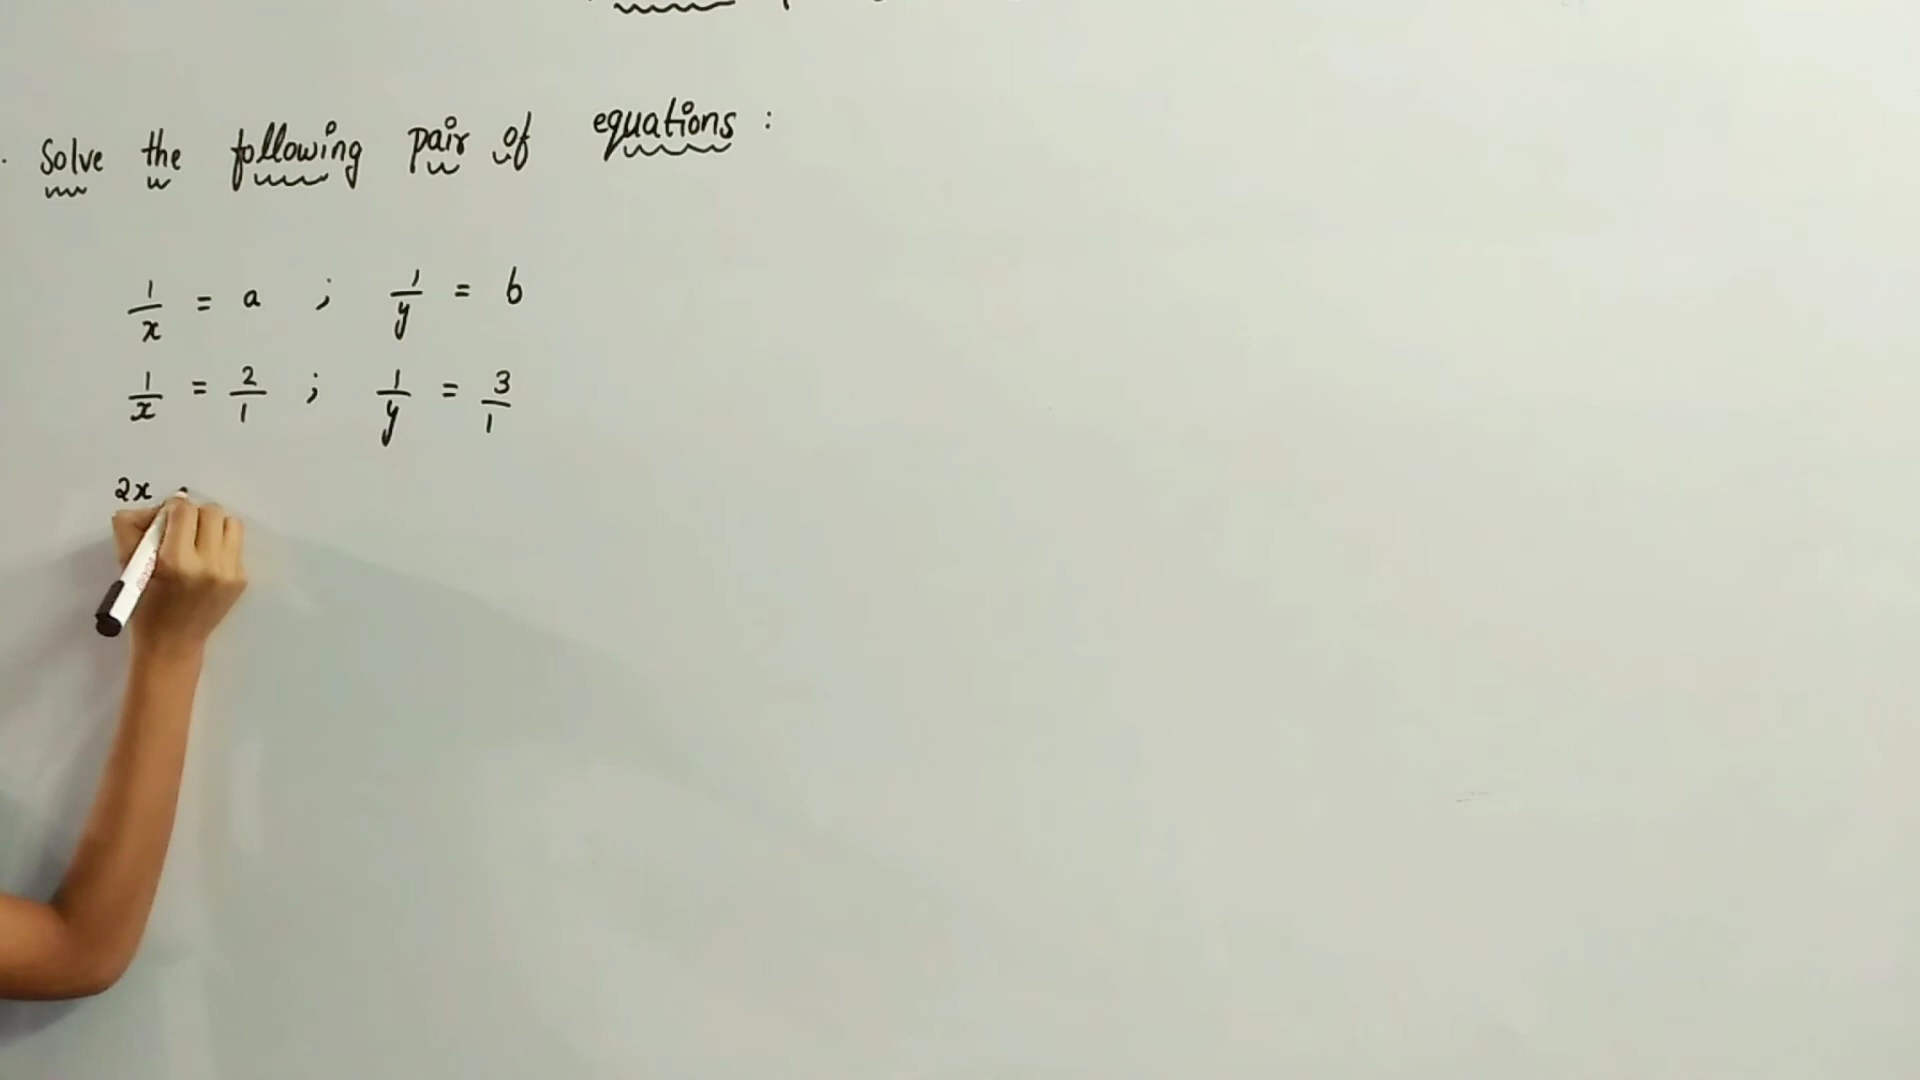 Solve the following pair of equations :
1/x = a ; 1/y = b
1/x = 2/1 ; 1/y = 3/1
2x